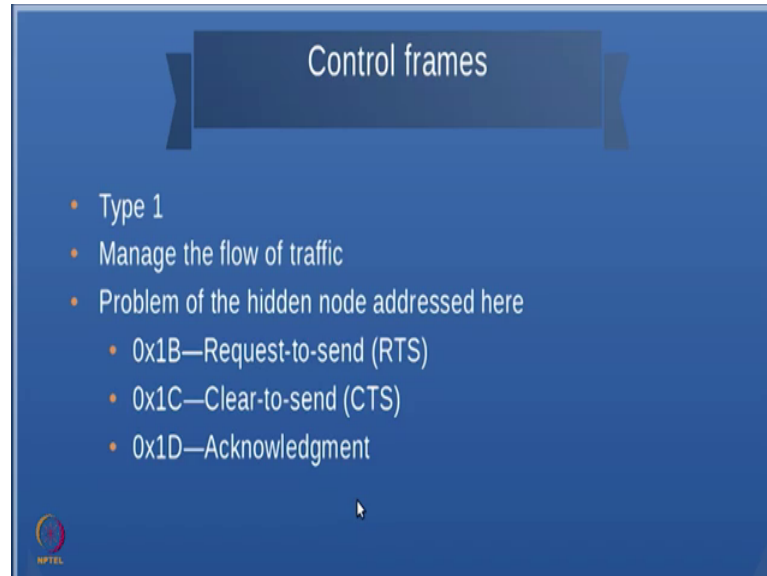 Control frames
• Type 1
• Manage the flow of traffic
• Problem of the hidden node addressed here
• 0x1B—Request-to-send (RTS)
• 0x1C—Clear-to-send (CTS)
• 0x1D—Acknowledgment
NPTEL